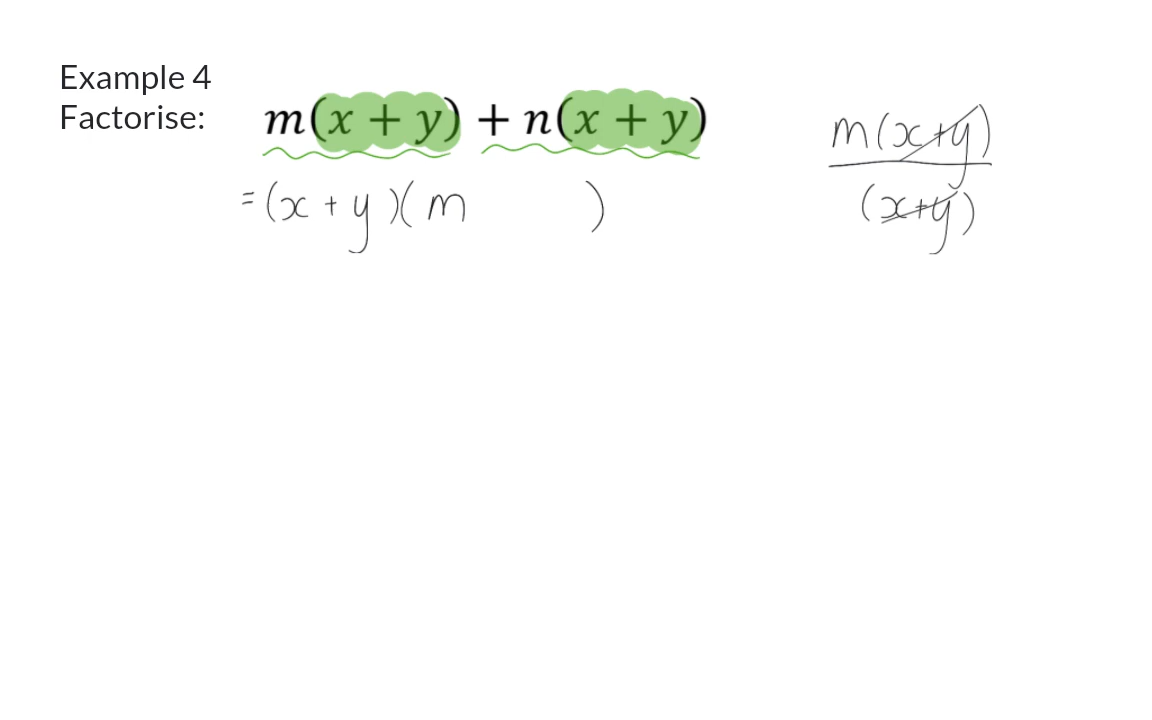 Example 4
Factorise: m(x + y) + n(x + y)
= (x + y)(m )
m(x+y)
(x+y)